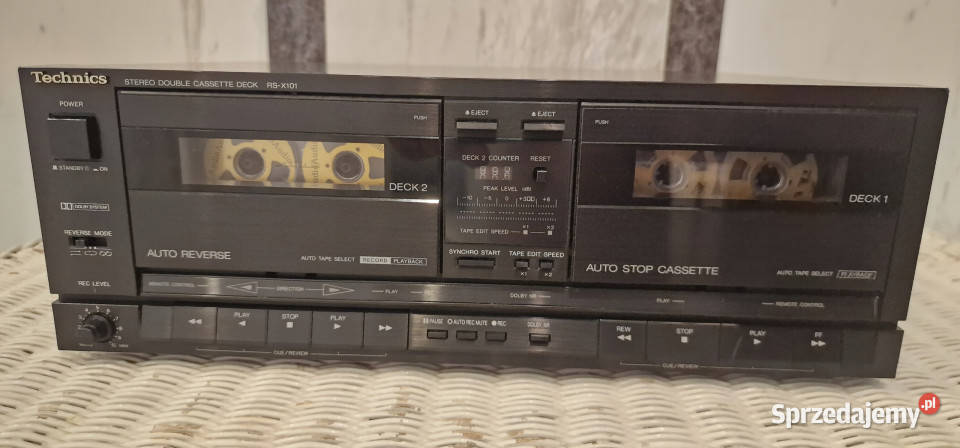 Technics STEREO DOUBLE CASSETTE DECK RS-X101
POWER
STANDBY ON
DOLBY SYSTEM
REVERSE MODE
REC LEVEL
PUSH
DECK 2
AUTO REVERSE
AUTO TAPE SELECT RECORD PLAYBACK
EJECT EJECT
DECK 2 COUNTER RESET
PEAK LEVEL dB
-10 -5 0 +3 +6
TAPE EDIT SPEED ×1 ×2
SYNCHRO START TAPE EDIT SPEED
×1 ×2
PUSH
DECK 1
AUTO STOP CASSETTE
AUTO TAPE SELECT PLAYBACK
REMOTE CONTROL DIRECTION PLAY REC DOLBY NR PLAY REMOTE CONTROL
PLAY STOP PLAY
CUE/REVIEW
PAUSE AUTO REC MUTE REC DOLBY NR
REW STOP PLAY FF
CUE/REVIEW
Sprzedajemy.pl